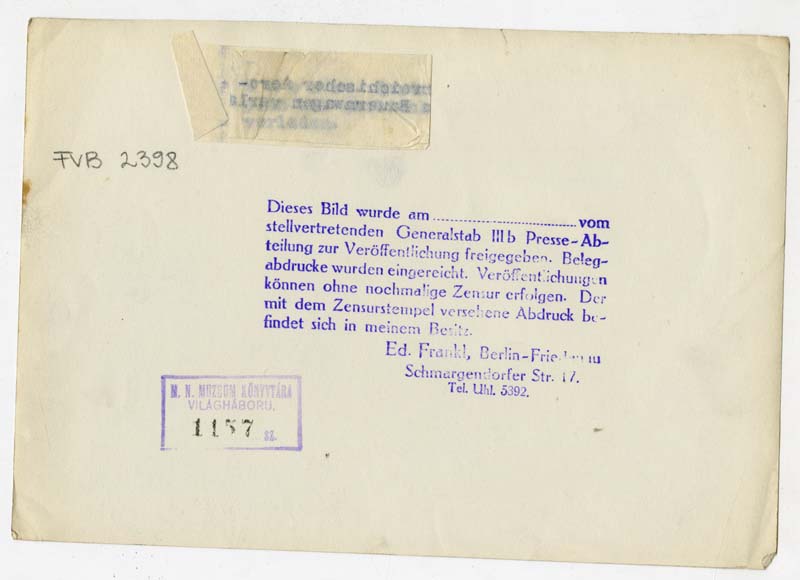 FVB 2398
Dieses Bild wurde am ........................ vom
stellvertretenden Generalstab III b Presse-Ab-
teilung zur Veröffentlichung freigegeben. Beleg-
abdrucke wurden eingereicht. Veröffentlichungen
können ohne nochmalige Zensur erfolgen. Der
mit dem Zensurstempel versehene Abdruck be-
findet sich in meinem Besitz.
Ed. Frankl, Berlin-Friedenau
Schmargendorfer Str. 17.
Tel. Uhl. 5392.
M. N. MUZEUM KÖNYVTÁRA
VILÁGHÁBORU.
1157 sz.